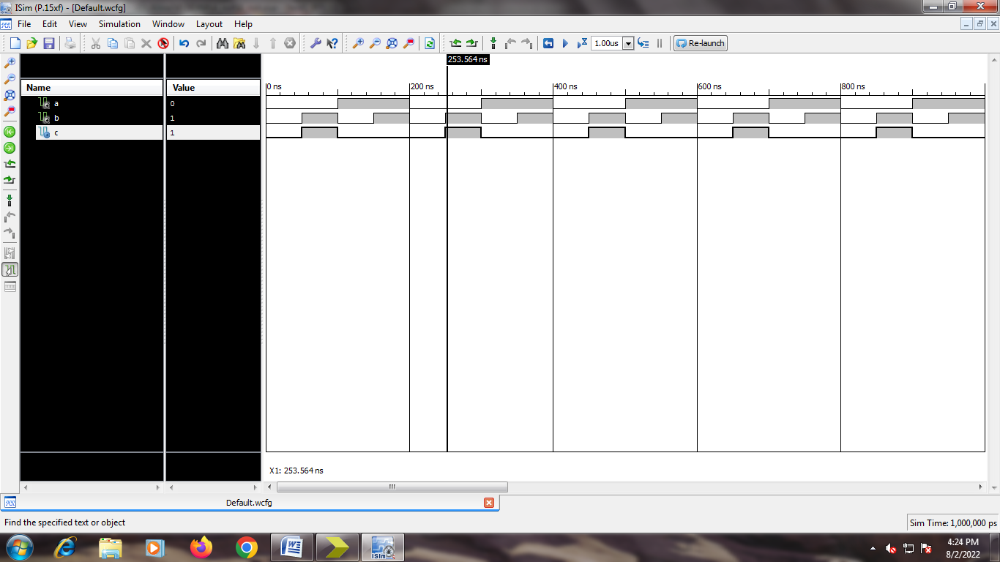 ISim (P.15xf) - [Default.wcfg]
File Edit View Simulation Window Layout Help
1.00us Re-launch
253.564 ns
Name Value
0 ns 200 ns 400 ns 600 ns 800 ns
a 0
b 1
c 1
X1: 253.564 ns
Default.wcfg
Find the specified text or object
Sim Time: 1,000,000 ps
ISim
4:24 PM
8/2/2022